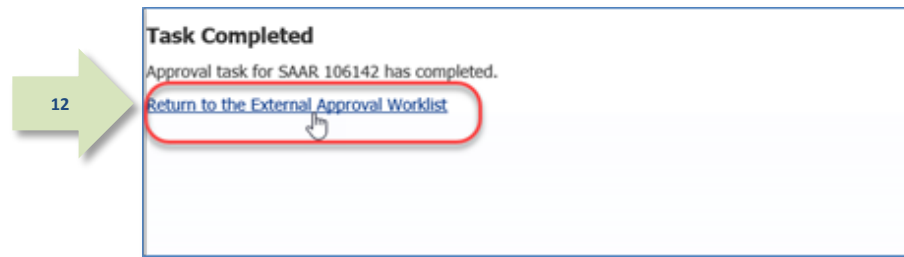 Task Completed
Approval task for SAAR 106142 has completed.
12
Return to the External Approval Worklist